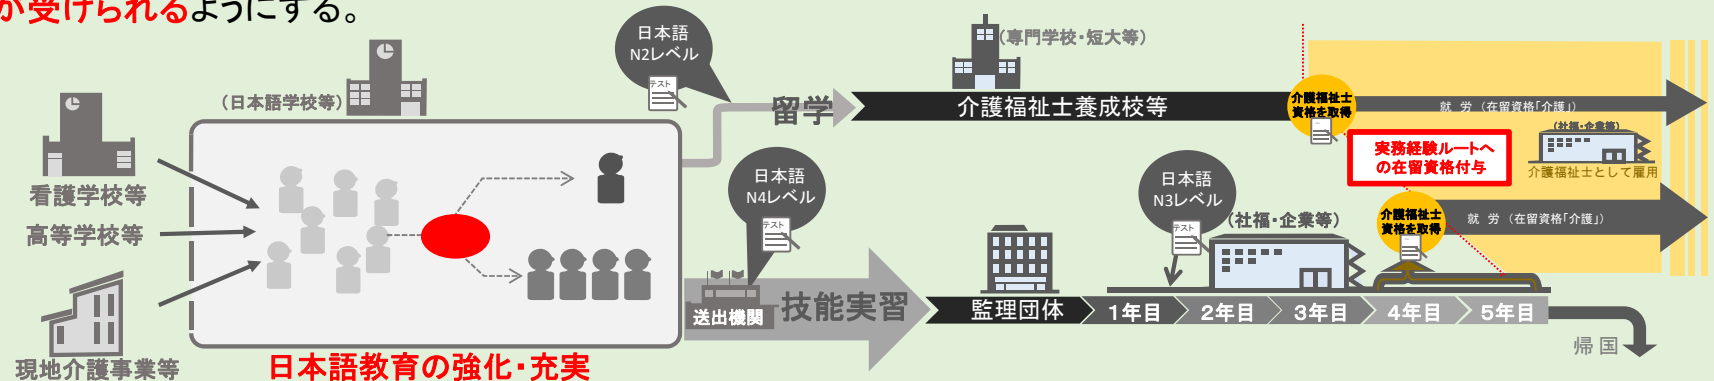 が受けられるようにする。
日本語
N2レベル
テスト
(専門学校・短大等)
(日本語学校等)
留学
介護福祉士養成校等
介護福祉士
資格を取得
就 労 (在留資格「介護」)
(社福・企業等)
介護福祉士として雇用
実務経験ルートへ
の在留資格付与
看護学校等
高等学校等
現地介護事業等
日本語教育の強化・充実
日本語
N4レベル
テスト
送出機関
技能実習
監理団体
日本語
N3レベル
テスト
(社福・企業等)
介護福祉士
資格を取得
就 労 (在留資格「介護」)
1年目
2年目
3年目
4年目
5年目
帰国